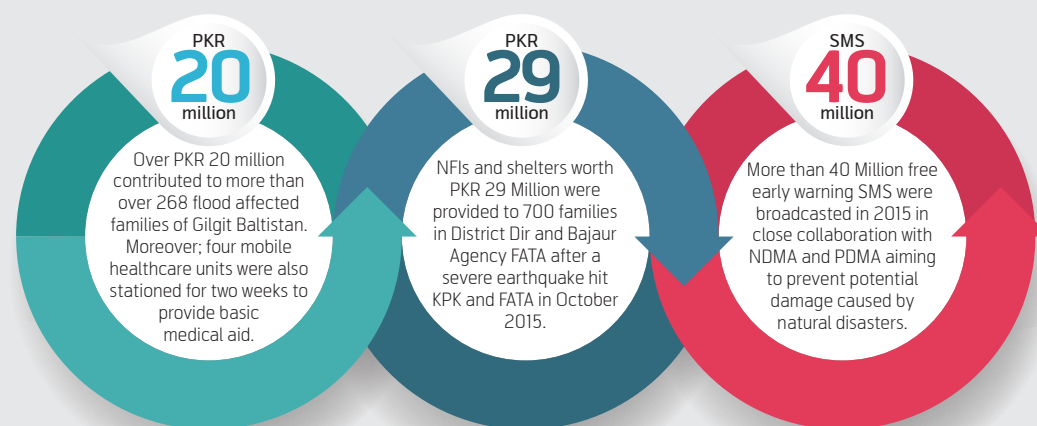 PKR
20
million
Over PKR 20 million
contributed to more than
over 268 flood affected
families of Gilgit Baltistan.
Moreover; four mobile
healthcare units were also
stationed for two weeks to
provide basic
medical aid.
PKR
29
million
NFIs and shelters worth
PKR 29 Million were
provided to 700 families
in District Dir and Bajaur
Agency FATA after a
severe earthquake hit
KPK and FATA in October
2015.
SMS
40
million
More than 40 Million free
early warning SMS were
broadcasted in 2015 in
close collaboration with
NDMA and PDMA aiming
to prevent potential
damage caused by
natural disasters.